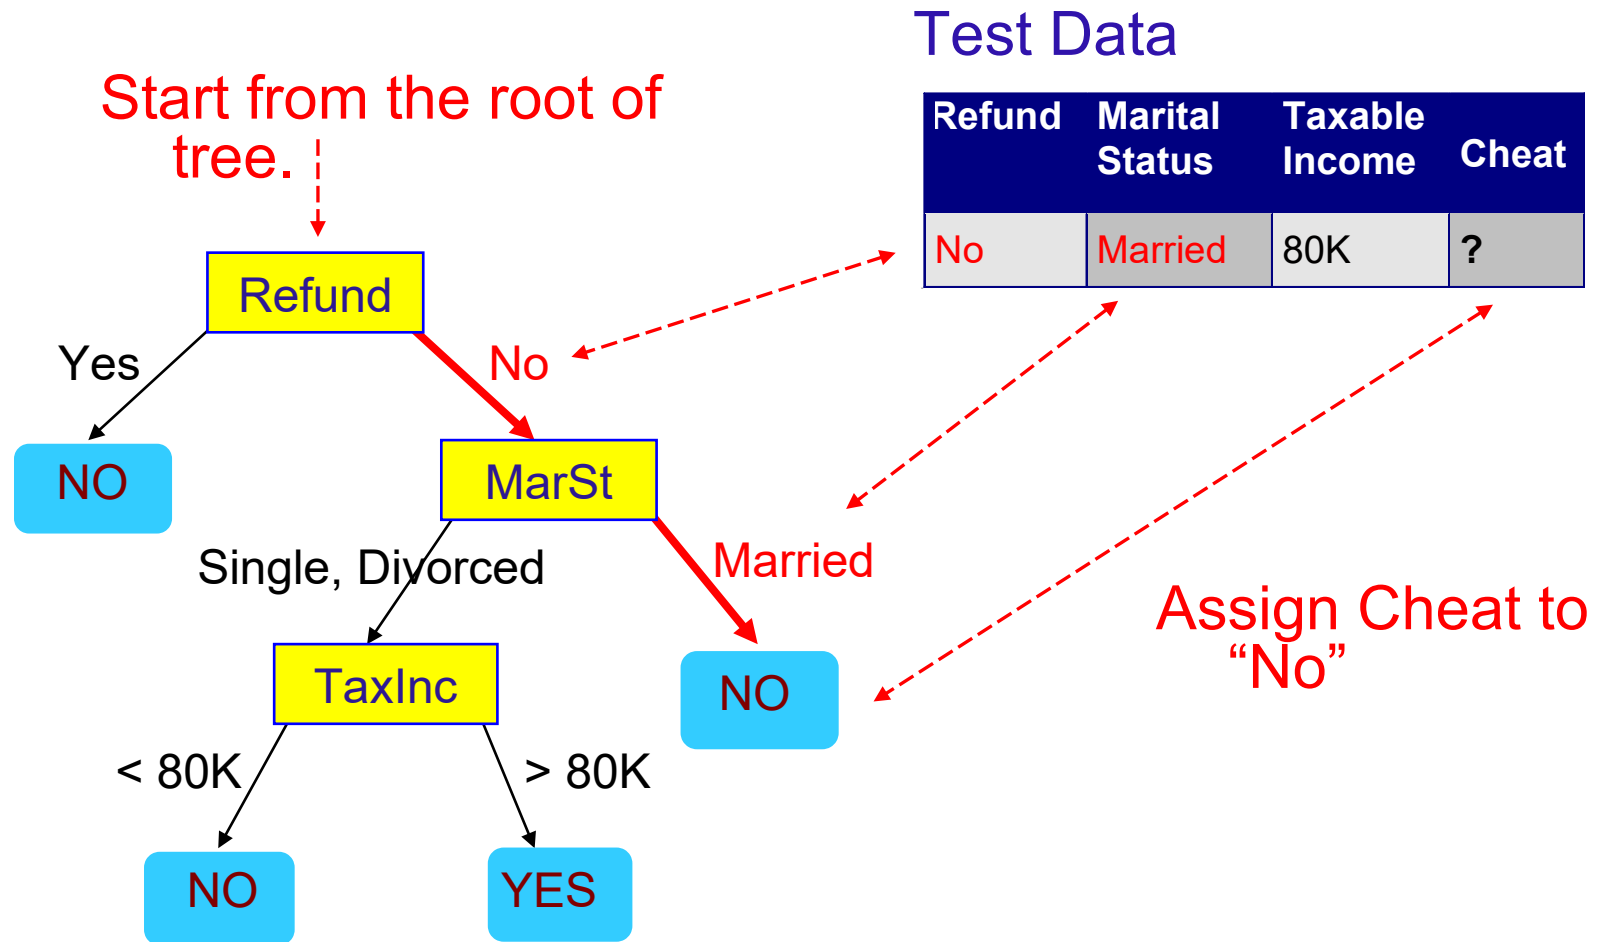 Test Data
Start from the root of
tree.
Refund Marital Status Taxable Income Cheat
No Married 80K ?
Refund
Yes
No
NO
MarSt
Single, Divorced
Married
Assign Cheat to
“No”
TaxInc
NO
< 80K
> 80K
NO
YES